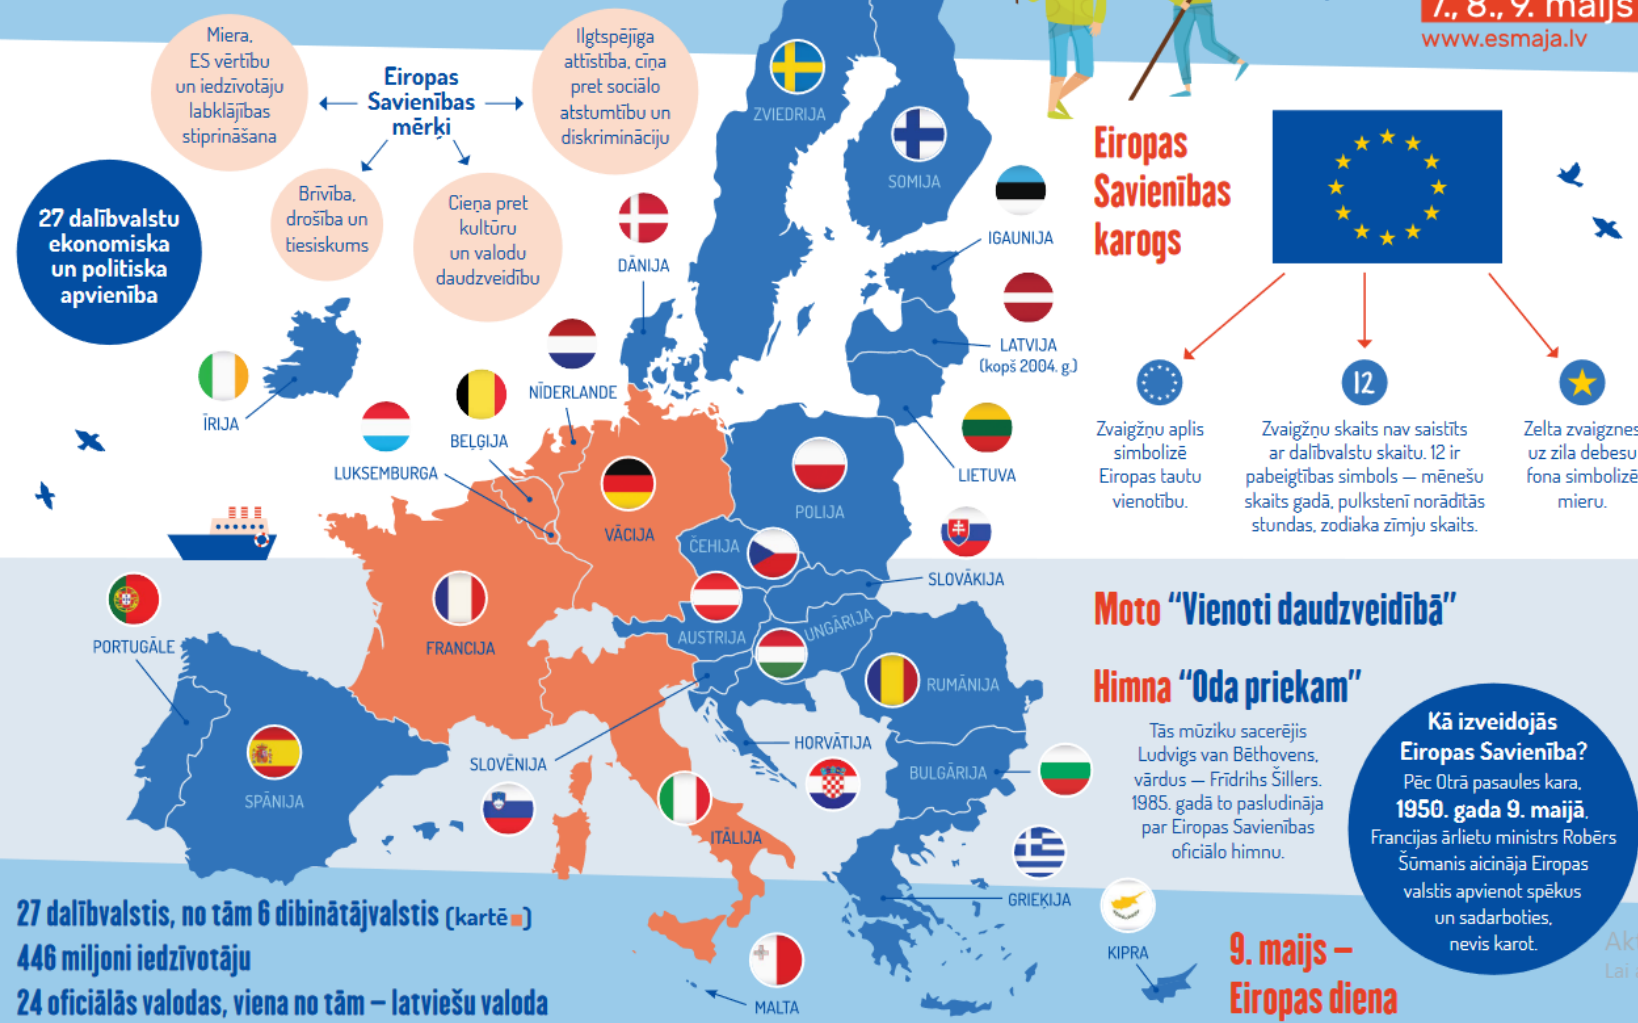 7., 8., 9. maijs
www.esmaja.lv
Miera,
ES vērtību
un iedzīvotāju
labklājības
stiprināšana
Eiropas
Savienības
mērķi
Ilgtspējīga
attīstība, cīņa
pret sociālo
atstumtību un
diskrimināciju
Brīvība,
drošība un
tiesiskums
Cieņa pret
kultūru
un valodu
daudzveidību
27 dalībvalstu
ekonomiska
un politiska
apvienība
ZVIEDRIJA
SOMIJA
IGAUNIJA
DĀNIJA
LATVIJA
(kopš 2004. g.)
NĪDERLANDE
ĪRIJA
BEĻĢIJA
LUKSEMBURGA
LIETUVA
POLIJA
VĀCIJA
ČEHIJA
SLOVĀKIJA
AUSTRIJA
UNGĀRIJA
FRANCIJA
PORTUGĀLE
RUMĀNIJA
HORVĀTIJA
SLOVĒNIJA
BULGĀRIJA
SPĀNIJA
ITĀLIJA
GRIEĶIJA
KIPRA
MALTA
Eiropas
Savienības
karogs
Zvaigžņu aplis
simbolizē
Eiropas tautu
vienotību.
12
Zvaigžņu skaits nav saistīts
ar dalībvalstu skaitu. 12 ir
pabeigtības simbols — mēnešu
skaits gadā, pulkstenī norādītās
stundas, zodiaka zīmju skaits.
Zelta zvaigznes
uz zila debesu
fona simbolizē
mieru.
Moto “Vienoti daudzveidībā”
Himna “Oda priekam”
Tās mūziku sacerējis
Ludvigs van Bēthovens,
vārdus — Frīdrihs Šillers.
1985. gadā to pasludināja
par Eiropas Savienības
oficiālo himnu.
Kā izveidojās
Eiropas Savienība?
Pēc Otrā pasaules kara,
1950. gada 9. maijā,
Francijas ārlietu ministrs Robērs
Šūmanis aicināja Eiropas
valstis apvienot spēkus
un sadarboties,
nevis karot.
27 dalībvalstis, no tām 6 dibinātājvalstis (kartē )
446 miljoni iedzīvotāju
24 oficiālās valodas, viena no tām – latviešu valoda
9. maijs –
Eiropas diena
Lai